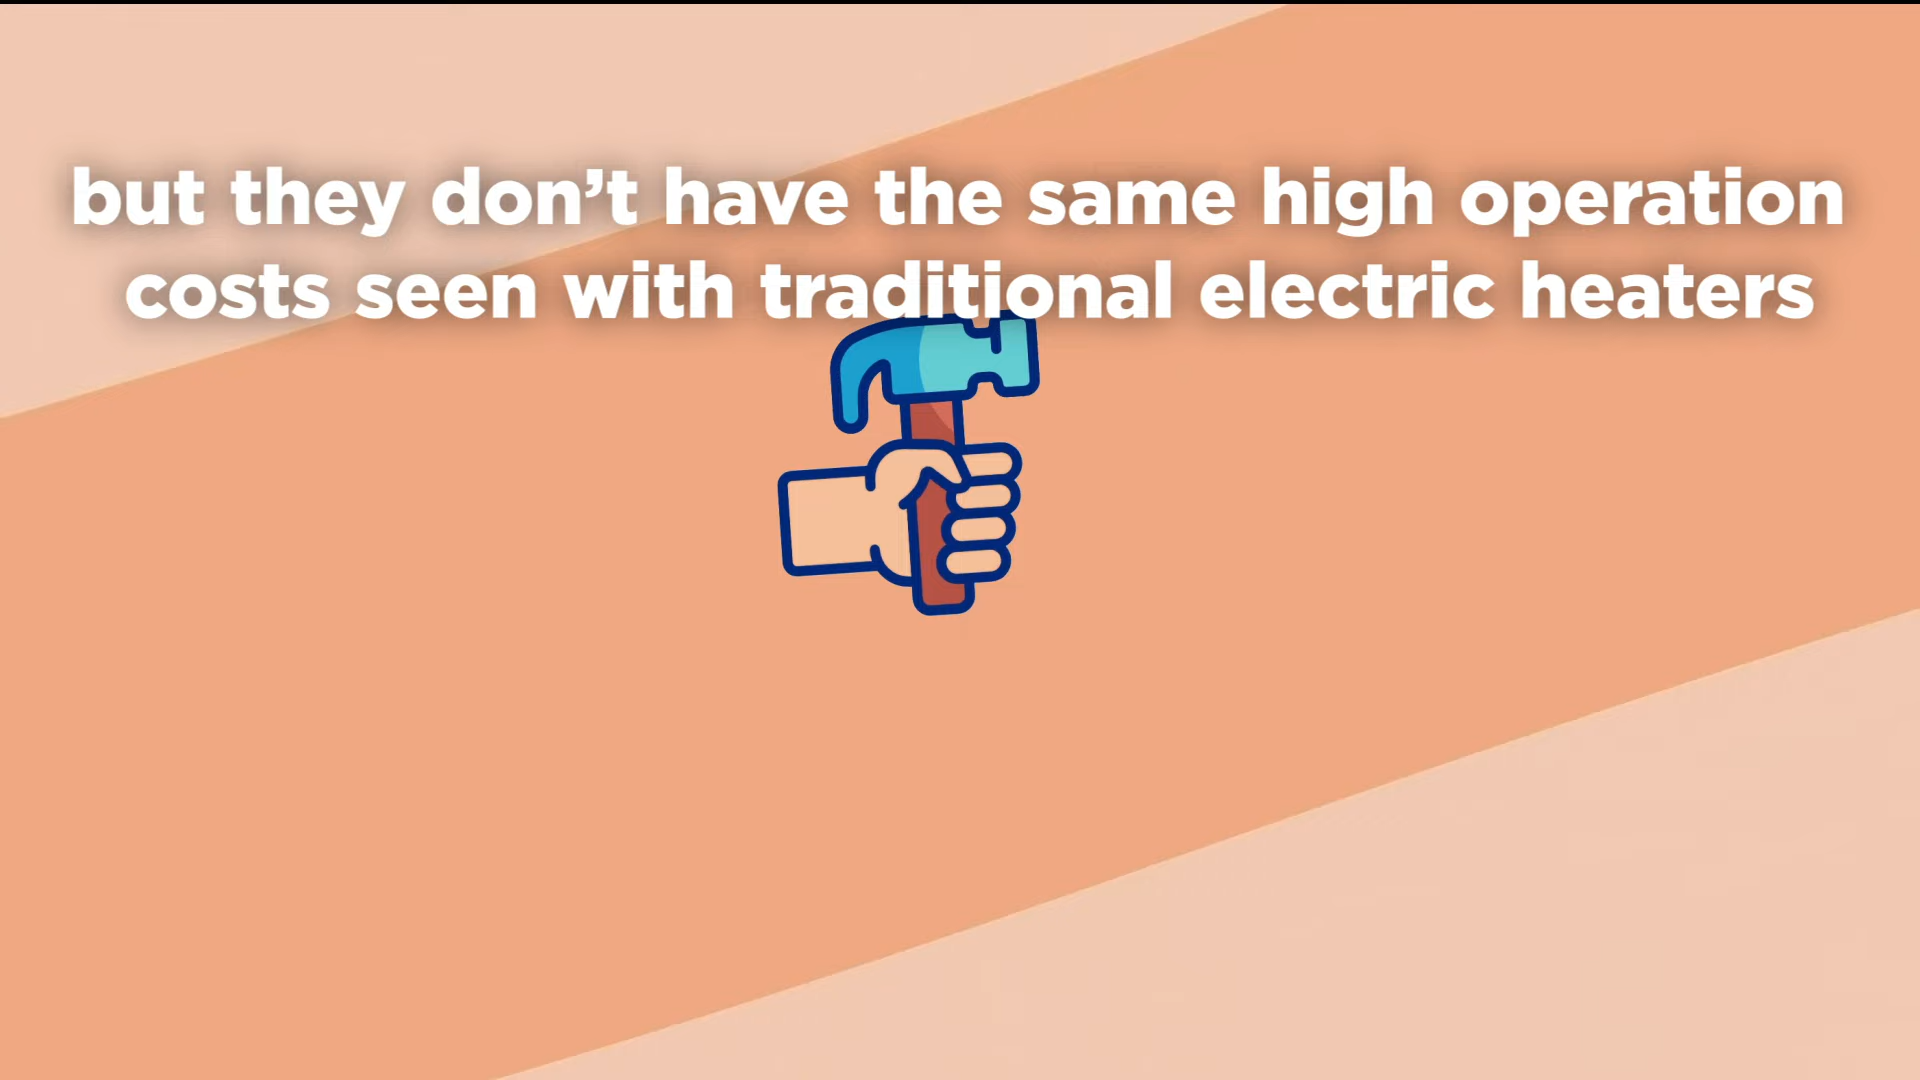 but they don’t have the same high operation
costs seen with traditional electric heaters